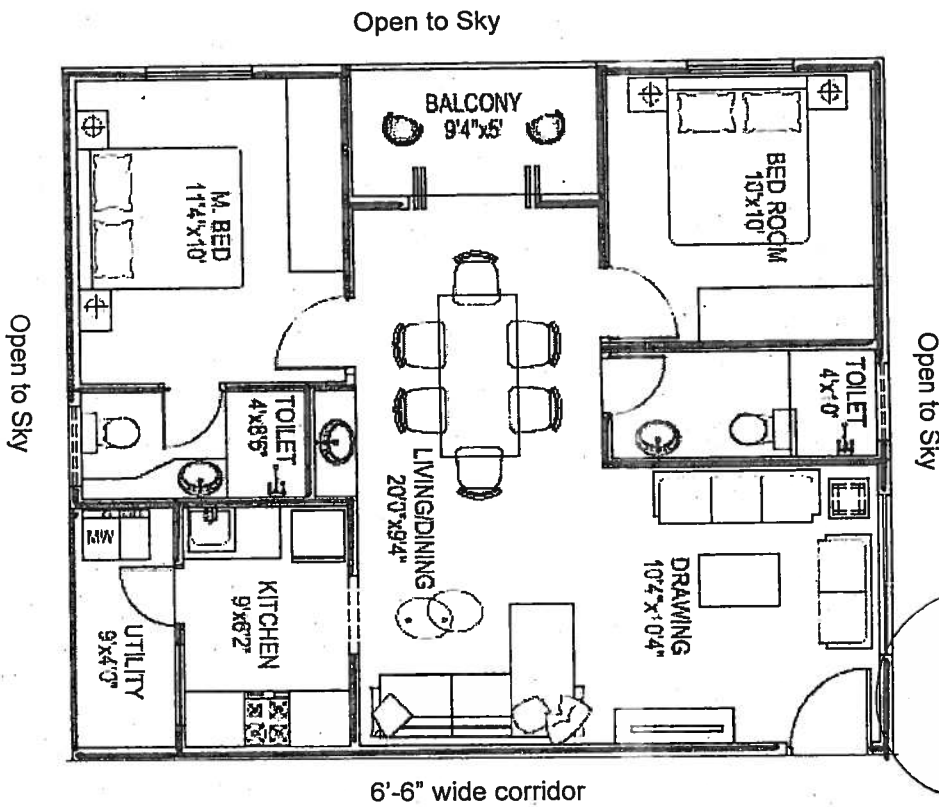 Open to Sky
BALCONY
9'4"x5'
M. BED
11'4"x10'
BED ROOM
10'x10'
Open to Sky
Open to Sky
TOILET
4'x8'6"
TOILET
4'x10'
LIVING/DINING
20'0"x9'4"
DRAWING
10'4"x10'4"
MW
KITCHEN
9'x8'2"
UTILITY
9'x4'0"
6'-6" wide corridor